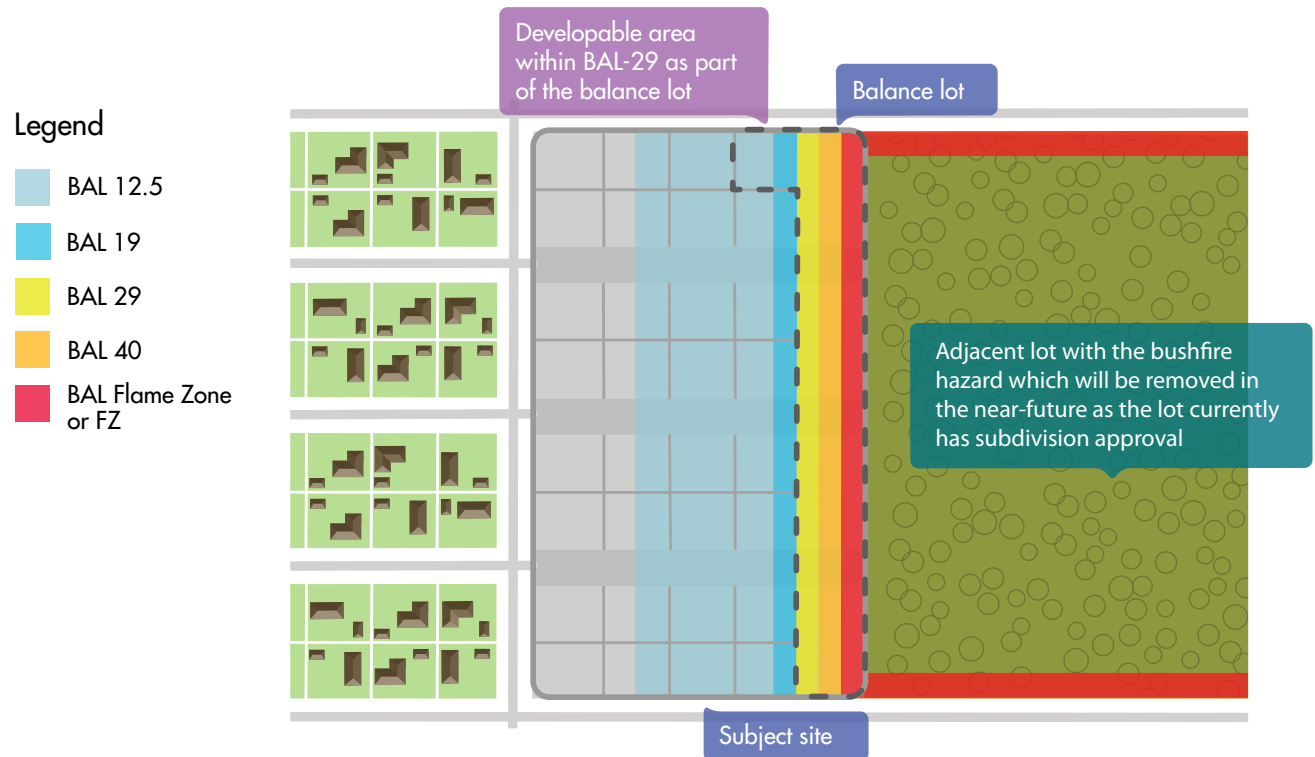 Developable area
within BAL-29 as part
of the balance lot
Balance lot
Legend
BAL 12.5
BAL 19
BAL 29
BAL 40
BAL Flame Zone
or FZ
Adjacent lot with the bushfire
hazard which will be removed in
the near-future as the lot currently
has subdivision approval
Subject site